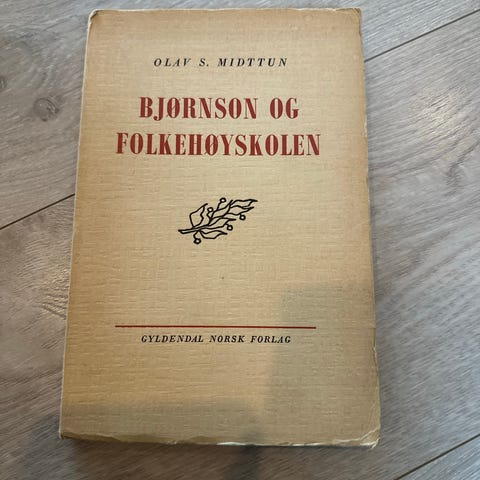 OLAV S. MIDTTUN
BJØRNSON OG
FOLKEHØYSKOLEN
GYLDENDAL NORSK FORLAG